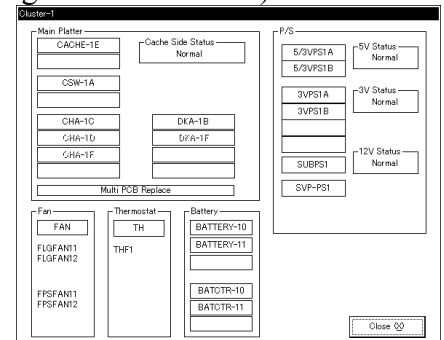 Cluster-1
Main Platter
CACHE-1E
Cache Side Status
Normal
CSW-1A
CHA-1C
DKA-1B
CHA-1D
DKA-1F
CHA-1F
Multi PCB Replace
P/S
5/3VPS1A
5/3VPS1B
5V Status
Normal
3VPS1A
3VPS1B
3V Status
Normal
12V Status
Normal
SUBPS1
SVP-PS1
Fan
FAN
FLGFAN11
FLGFAN12
FPSFAN11
FPSFAN12
Thermostat
TH
THF1
Battery
BATTERY-10
BATTERY-11
BATCTR-10
BATCTR-11
Close